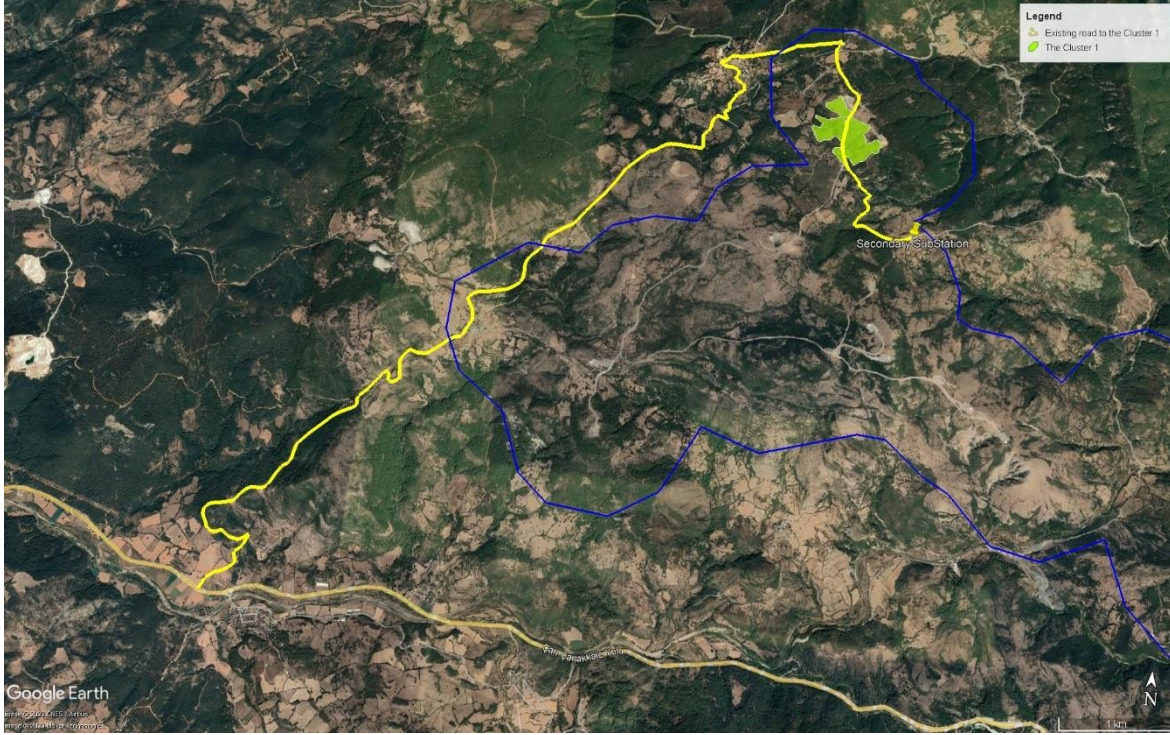 Legend
Existing road to the Cluster 1
The Cluster 1
Secondary SubStation
Google Earth
1 km
N